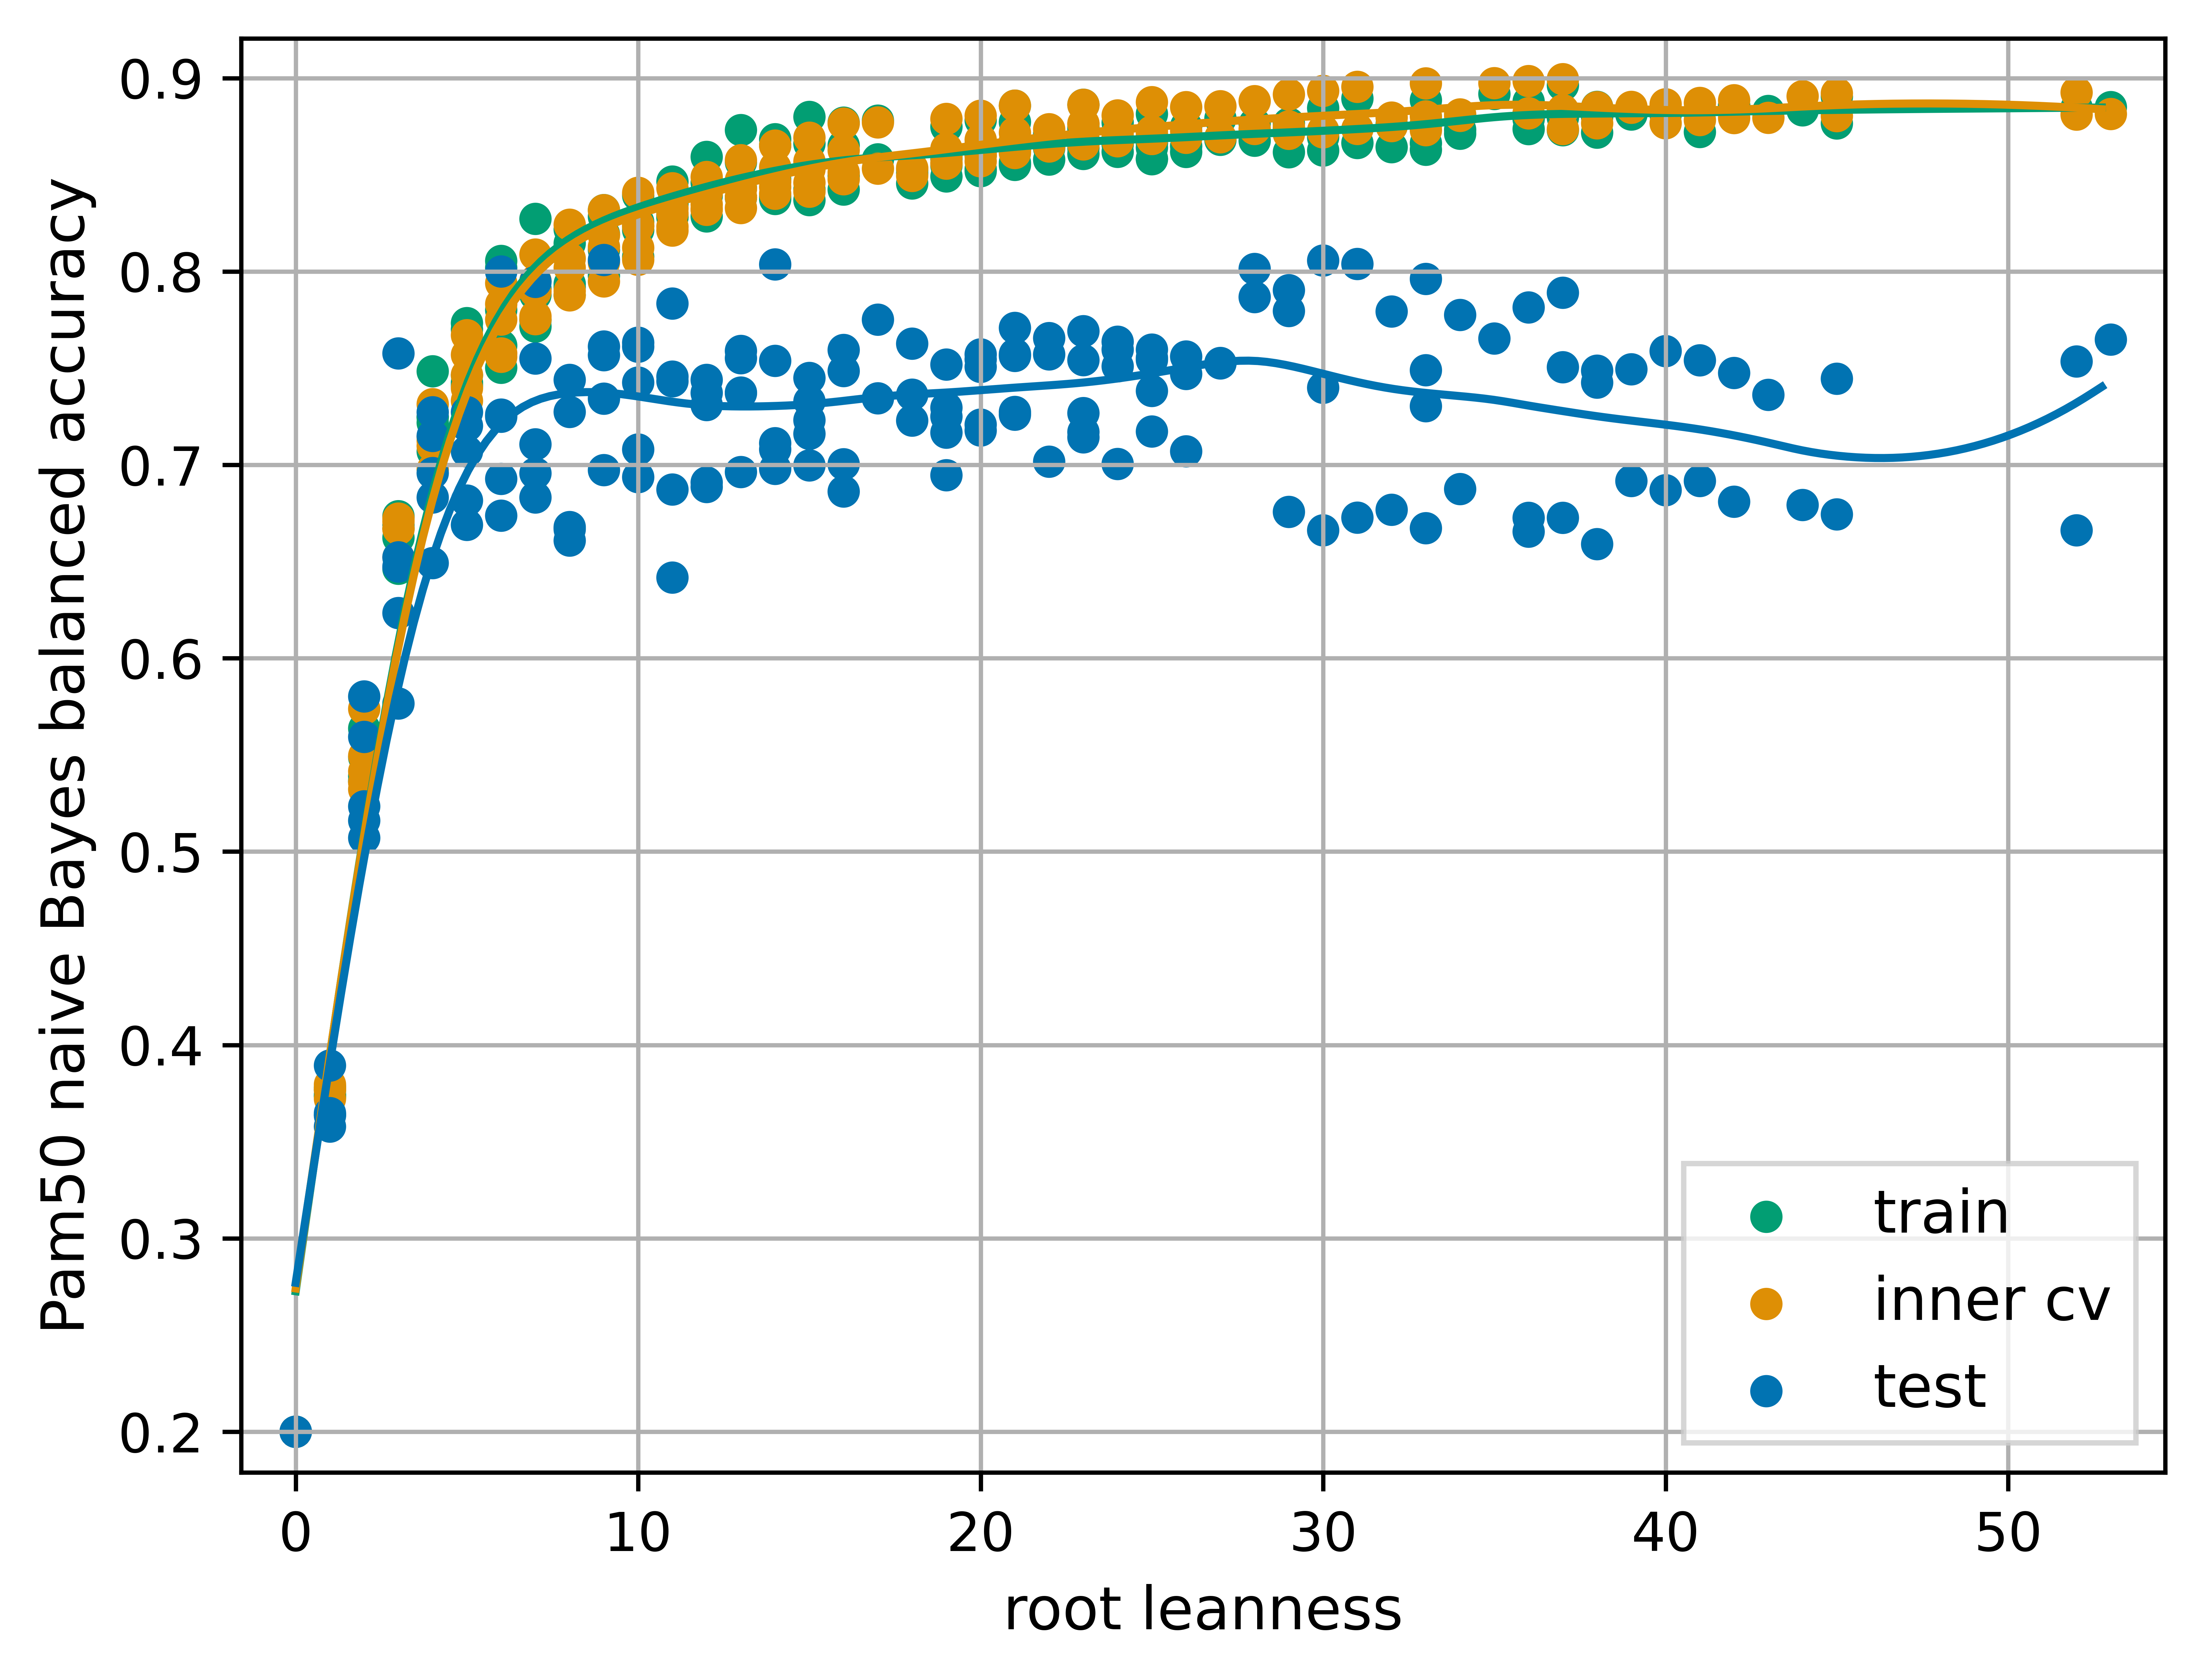 Pam50 naive Bayes balanced accuracy
0.9
0.8
0.7
0.6
0.5
0.4
0.3
0.2
0 10 20 30 40 50
root leanness
train
inner cv
test